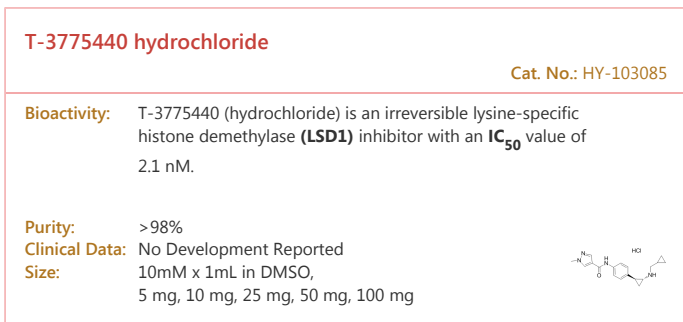 T-3775440 hydrochloride
Cat. No.: HY-103085
Bioactivity: T-3775440 (hydrochloride) is an irreversible lysine-specific
histone demethylase (LSD1) inhibitor with an IC50 value of
2.1 nM.
Purity: >98%
Clinical Data: No Development Reported
Size: 10mM x 1mL in DMSO,
5 mg, 10 mg, 25 mg, 50 mg, 100 mg
HCl
N
N
H
N
O
NH